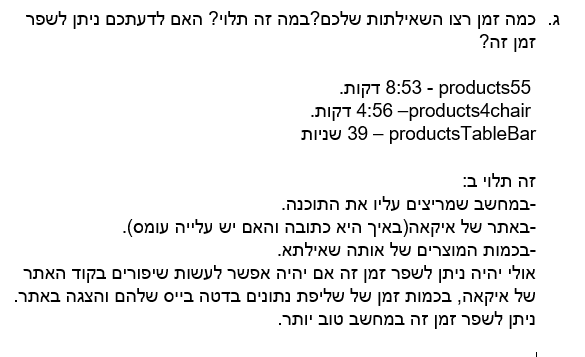 ג. כמה זמן רצו השאילתות שלכם?במה זה תלוי? האם לדעתכם ניתן לשפר
זמן זה?
products55 - 8:53 דקות.
products4chair– 4:56 דקות.
productsTableBar – 39 שניות
זה תלוי ב:
-במחשב שמריצים עליו את התוכנה.
-באתר של איקאה(באיך היא כתובה והאם יש עלייה עומס).
-בכמות המוצרים של אותה שאילתא.
אולי יהיה ניתן לשפר זמן זה אם יהיה אפשר לעשות שיפורים בקוד האתר
של איקאה, בכמות זמן של שליפת נתונים בדטה בייס שלהם והצגה באתר.
ניתן לשפר זמן זה במחשב טוב יותר.